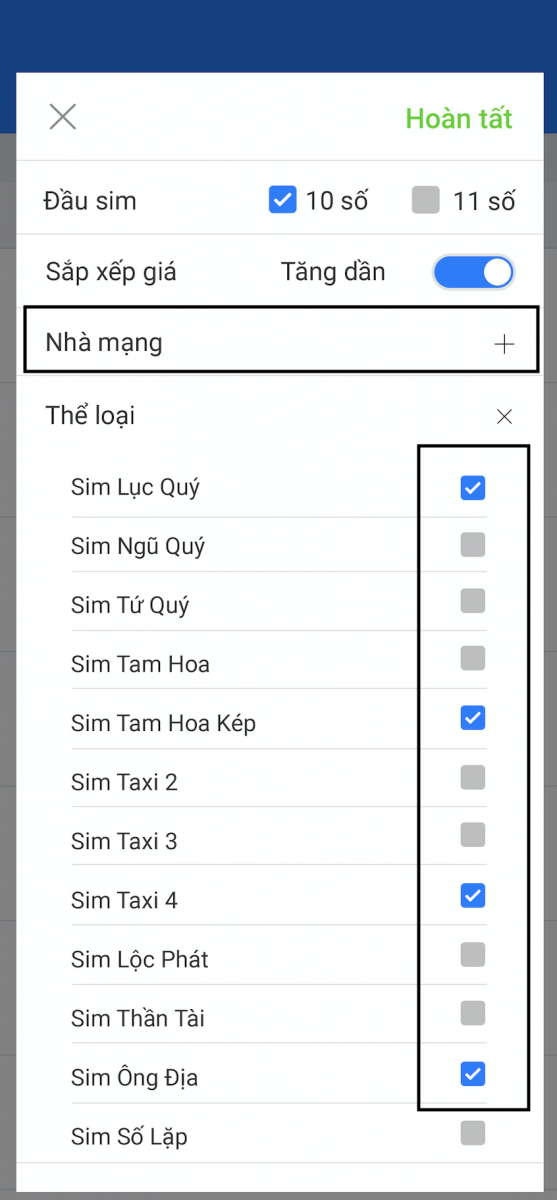 Hoàn tất
Đầu sim 10 số 11 số
Sắp xếp giá Tăng dần
Nhà mạng
Thể loại
Sim Lục Quý
Sim Ngũ Quý
Sim Tứ Quý
Sim Tam Hoa
Sim Tam Hoa Kép
Sim Taxi 2
Sim Taxi 3
Sim Taxi 4
Sim Lộc Phát
Sim Thần Tài
Sim Ông Địa
Sim Số Lặp